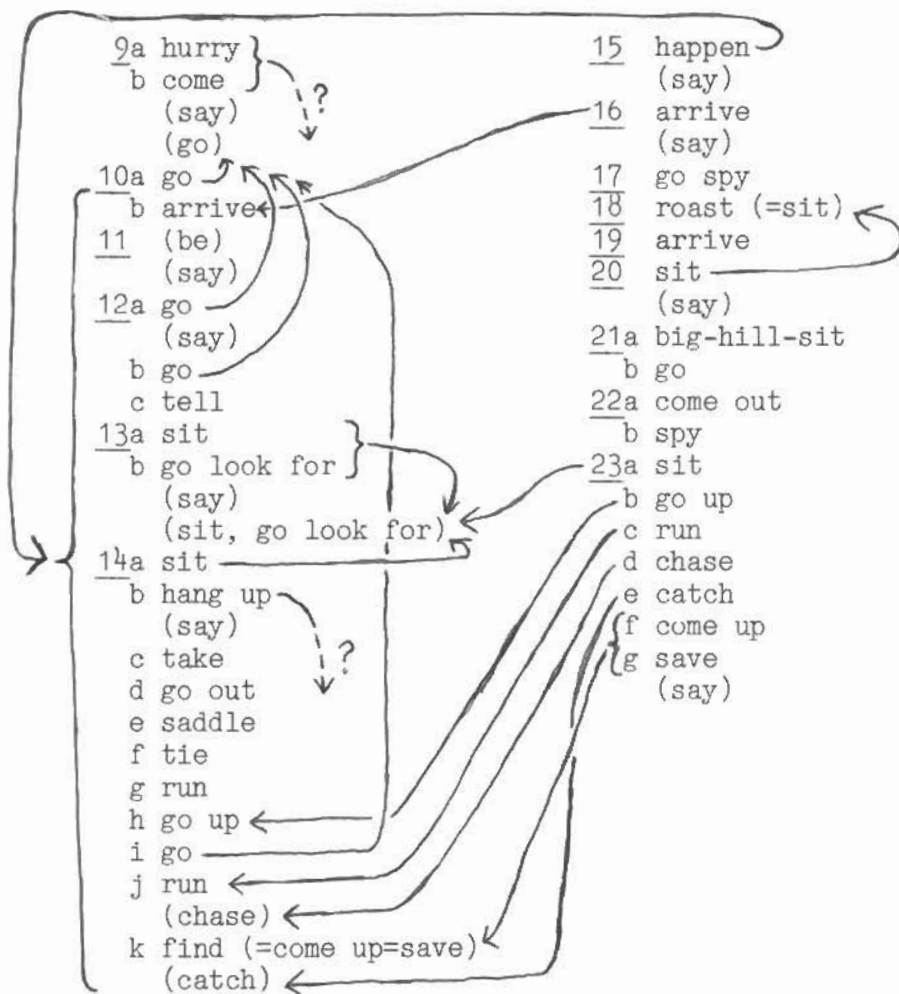 9a hurry
b come
(say)
?
(go)
10a go
b arrive
11 (be)
(say)
12a go
(say)
b go
c tell
13a sit
b go look for
(say)
(sit, go look for)
14a sit
b hang up
(say)
?
c take
d go out
e saddle
f tie
g run
h go up
i go
j run
(chase)
k find (=come up=save)
(catch)
15 happen
(say)
16 arrive
(say)
17 go spy
18 roast (=sit)
19 arrive
20 sit
(say)
21a big-hill-sit
b go
22a come out
b spy
23a sit
b go up
c run
d chase
e catch
f come up
g save
(say)